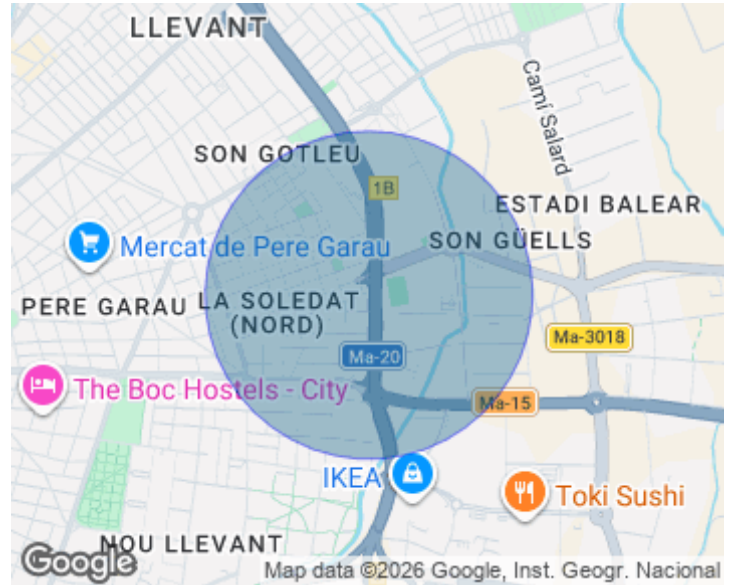 LLEVANT
Camí Salard
SON GOTLEU
1B
ESTADI BALEAR
Mercat de Pere Garau
SON GÜELLS
PERE GARAU
LA SOLEDAT
(NORD)
Ma-3018
Ma-20
The Boc Hostels - City
Ma-15
IKEA
Toki Sushi
NOU LLEVANT
Google
Map data ©2026 Google, Inst. Geogr. Nacional